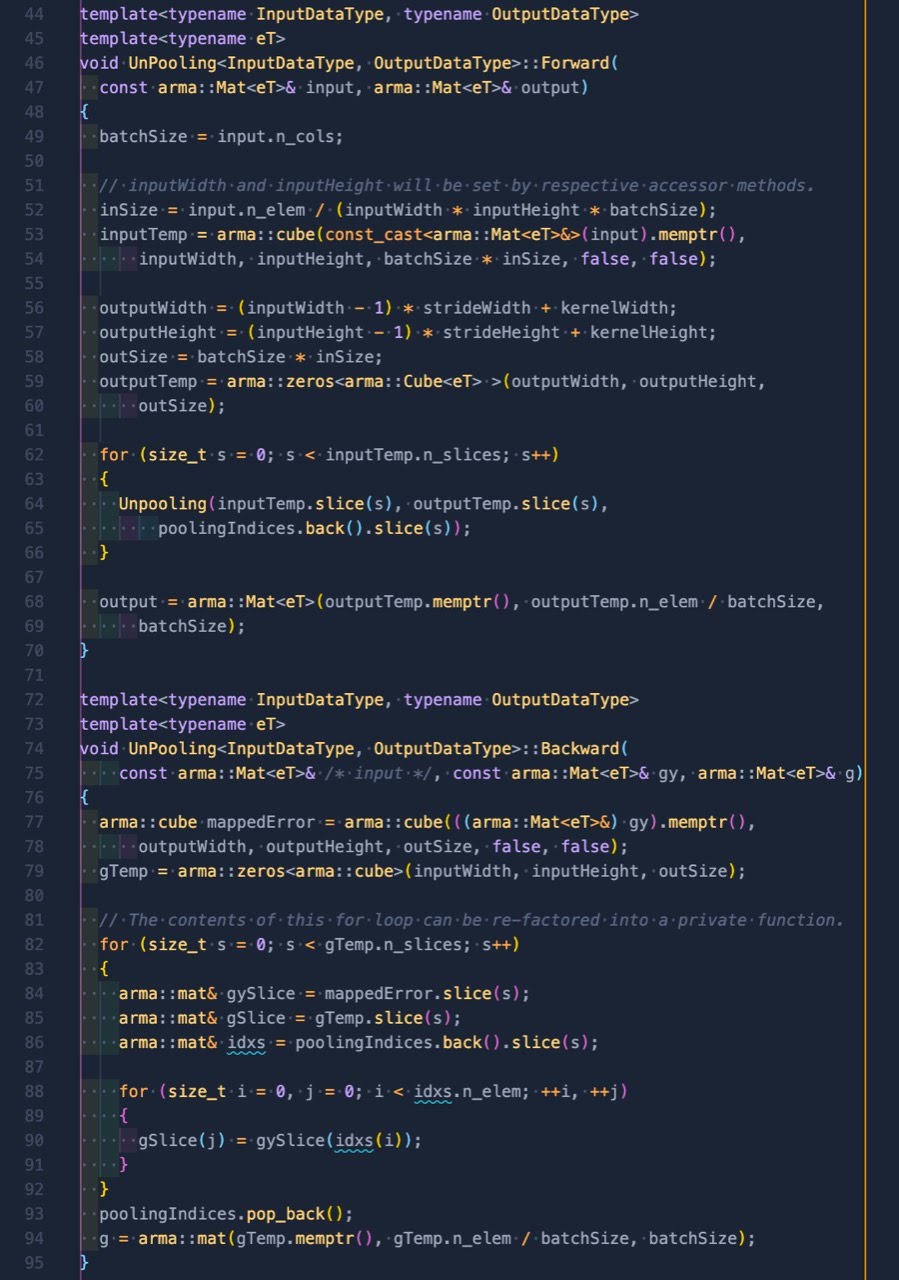 44 template<typename InputDataType, typename OutputDataType>
45 template<typename eT>
46 void UnPooling<InputDataType, OutputDataType>::Forward(
47   const arma::Mat<eT>& input, arma::Mat<eT>& output)
48 {
49   batchSize = input.n_cols;
50
51   // inputWidth and inputHeight will be set by respective accessor methods.
52   inSize = input.n_elem / (inputWidth * inputHeight * batchSize);
53   inputTemp = arma::cube(const_cast<arma::Mat<eT>&>(input).memptr(),
54       inputWidth, inputHeight, batchSize * inSize, false, false);
55
56   outputWidth = (inputWidth - 1) * strideWidth + kernelWidth;
57   outputHeight = (inputHeight - 1) * strideHeight + kernelHeight;
58   outSize = batchSize * inSize;
59   outputTemp = arma::zeros<arma::Cube<eT> >(outputWidth, outputHeight,
60       outSize);
61
62   for (size_t s = 0; s < inputTemp.n_slices; s++)
63   {
64     Unpooling(inputTemp.slice(s), outputTemp.slice(s),
65         poolingIndices.back().slice(s));
66   }
67
68   output = arma::Mat<eT>(outputTemp.memptr(), outputTemp.n_elem / batchSize,
69       batchSize);
70 }
71
72 template<typename InputDataType, typename OutputDataType>
73 template<typename eT>
74 void UnPooling<InputDataType, OutputDataType>::Backward(
75     const arma::Mat<eT>& /* input */, const arma::Mat<eT>& gy, arma::Mat<eT>& g)
76 {
77   arma::cube mappedError = arma::cube(((arma::Mat<eT>&) gy).memptr(),
78       outputWidth, outputHeight, outSize, false, false);
79   gTemp = arma::zeros<arma::cube>(inputWidth, inputHeight, outSize);
80
81   // The contents of this for loop can be re-factored into a private function.
82   for (size_t s = 0; s < gTemp.n_slices; s++)
83   {
84     arma::mat& gySlice = mappedError.slice(s);
85     arma::mat& gSlice = gTemp.slice(s);
86     arma::mat& idxs = poolingIndices.back().slice(s);
87
88     for (size_t i = 0, j = 0; i < idxs.n_elem; ++i, ++j)
89     {
90       gSlice(j) = gySlice(idxs(i));
91     }
92   }
93   poolingIndices.pop_back();
94   g = arma::mat(gTemp.memptr(), gTemp.n_elem / batchSize, batchSize);
95 }